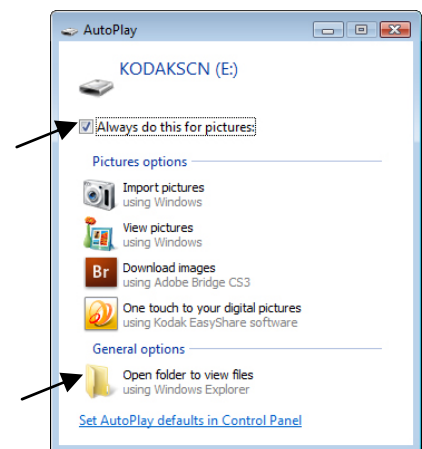 AutoPlay
KODAKSCN (E:)
Always do this for pictures:
Pictures options
Import pictures
using Windows
View pictures
using Windows
Br
Download images
using Adobe Bridge CS3
One touch to your digital pictures
using Kodak EasyShare software
General options
Open folder to view files
using Windows Explorer
Set AutoPlay defaults in Control Panel